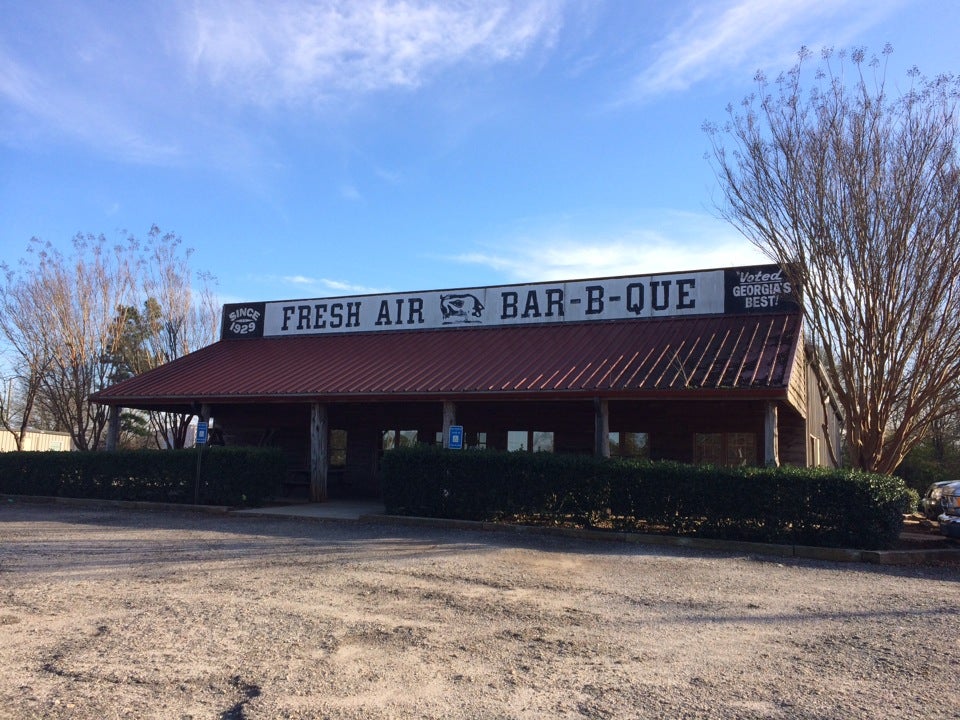 SINCE
1929
FRESH AIR BAR-B-QUE
"Voted
GEORGIA'S
BEST!